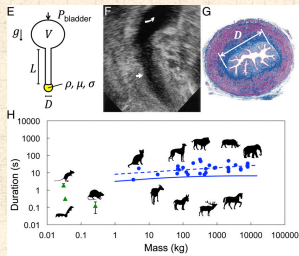 E
P bladder
g
V
L
ρ, μ, σ
D
F
G
D
H
Duration (s)
10000
1000
100
10
1
0.1
0.01
0.01
0.1
0
1
10
100
1000
10000
Mass (kg)